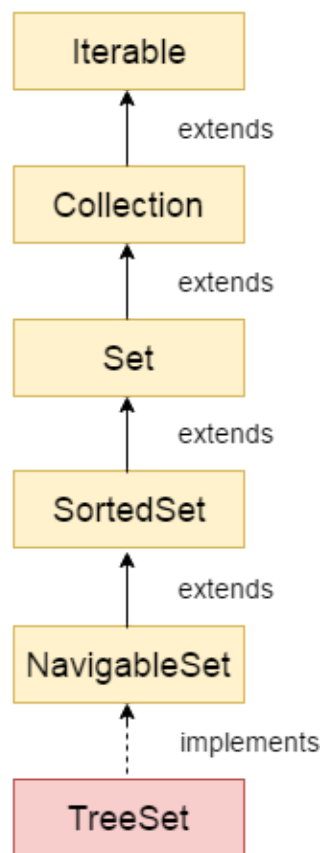 Iterable
extends
Collection
extends
Set
extends
SortedSet
extends
NavigableSet
implements
TreeSet